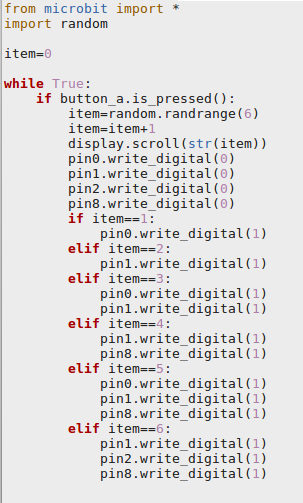 from microbit import *
import random

item=0

while True:
    if button_a.is_pressed():
        item=random.randrange(6)
        item=item+1
        display.scroll(str(item))
        pin0.write_digital(0)
        pin1.write_digital(0)
        pin2.write_digital(0)
        pin8.write_digital(0)
        if item==1:
            pin0.write_digital(1)
        elif item==2:
            pin1.write_digital(1)
        elif item==3:
            pin0.write_digital(1)
            pin1.write_digital(1)
        elif item==4:
            pin1.write_digital(1)
            pin8.write_digital(1)
        elif item==5:
            pin0.write_digital(1)
            pin1.write_digital(1)
            pin8.write_digital(1)
        elif item==6:
            pin1.write_digital(1)
            pin2.write_digital(1)
            pin8.write_digital(1)